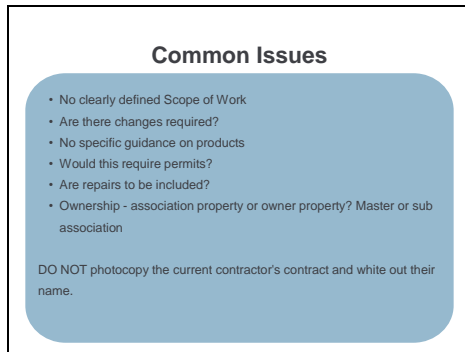 Common Issues
• No clearly defined Scope of Work
• Are there changes required?
• No specific guidance on products
• Would this require permits?
• Are repairs to be included?
• Ownership - association property or owner property? Master or sub
association
DO NOT photocopy the current contractor's contract and white out their
name.